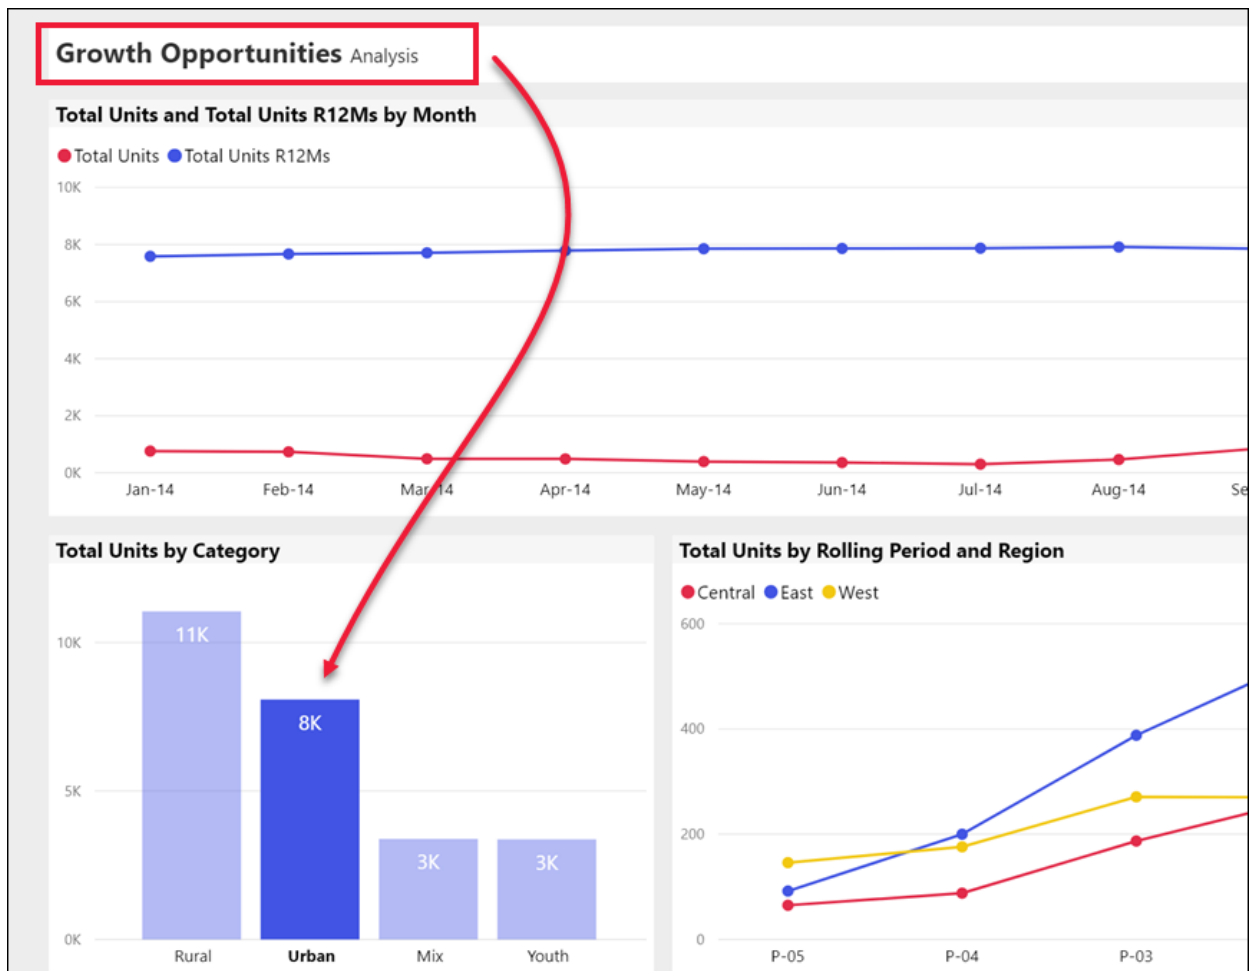 Growth Opportunities Analysis
Total Units and Total Units R12Ms by Month
Total Units Total Units R12Ms
10K
8K
6K
4K
2K
0K
Jan-14 Feb-14 Mar-14 Apr-14 May-14 Jun-14 Jul-14 Aug-14 Se
Total Units by Category
10K
5K
0K
11K
8K
3K
3K
Rural Urban Mix Youth
Total Units by Rolling Period and Region
Central East West
600
400
200
0
P-05 P-04 P-03